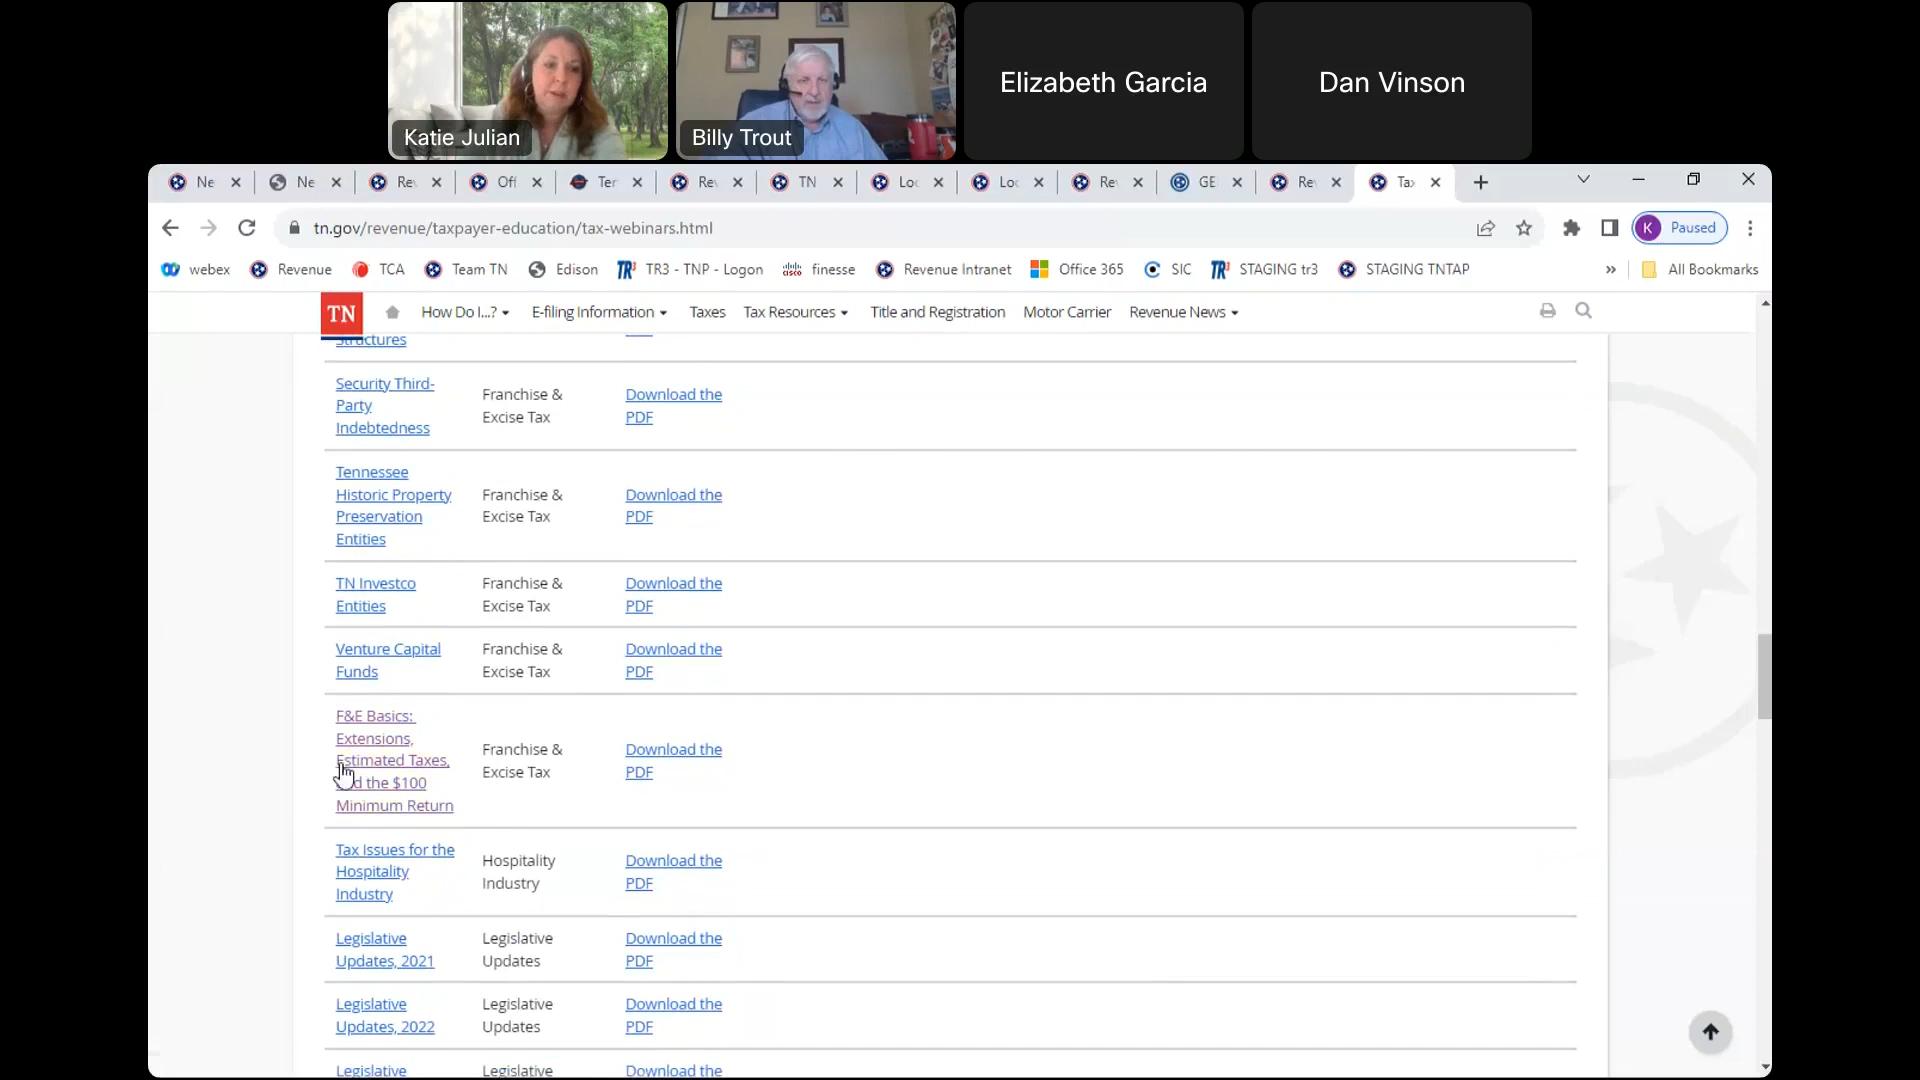 Katie Julian
Billy Trout
Elizabeth Garcia
Dan Vinson
Ne
Ne
Re
Off
Ter
Re
TN
Loc
Loc
Re
GE
Re
Tax
tn.gov/revenue/taxpayer-education/tax-webinars.html
K Paused
webex Revenue TCA Team TN Edison TR3 - TNP - Logon finesse Revenue Intranet Office 365 SIC STAGING tr3 STAGING TNTAP » All Bookmarks
TN How Do I...? E-filing Information Taxes Tax Resources Title and Registration Motor Carrier Revenue News
Structures
Security Third-
Party
Indebtedness
Franchise &
Excise Tax
Download the
PDF
Tennessee
Historic Property
Preservation
Entities
Franchise &
Excise Tax
Download the
PDF
TN Investco
Entities
Franchise &
Excise Tax
Download the
PDF
Venture Capital
Funds
Franchise &
Excise Tax
Download the
PDF
F&E Basics:
Extensions,
Estimated Taxes,
the $100
Minimum Return
Franchise &
Excise Tax
Download the
PDF
Tax Issues for the
Hospitality
Industry
Hospitality
Industry
Download the
PDF
Legislative
Updates, 2021
Legislative
Updates
Download the
PDF
Legislative
Updates, 2022
Legislative
Updates
Download the
PDF
Legislative
Legislative
Download the